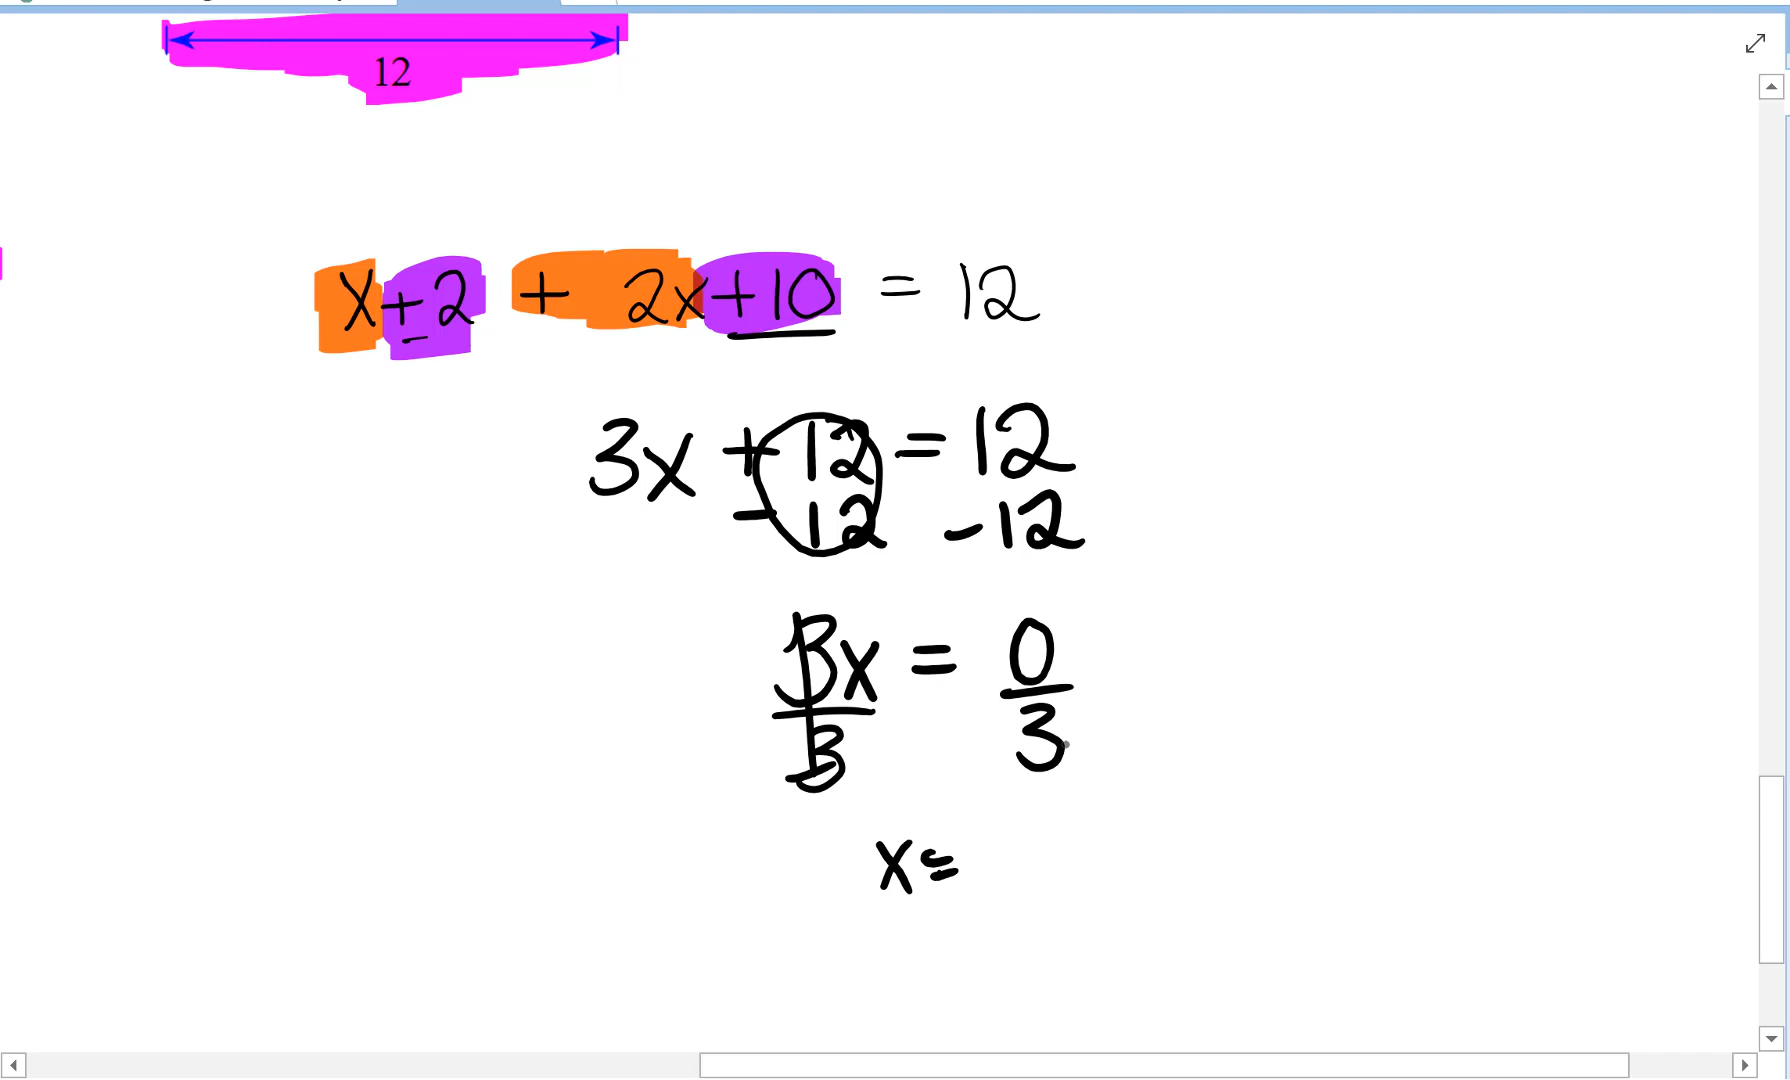 12
x+2 + 2x+10 = 12
3x + 12 = 12
- 12 - 12
3x = 0
3 3
x =